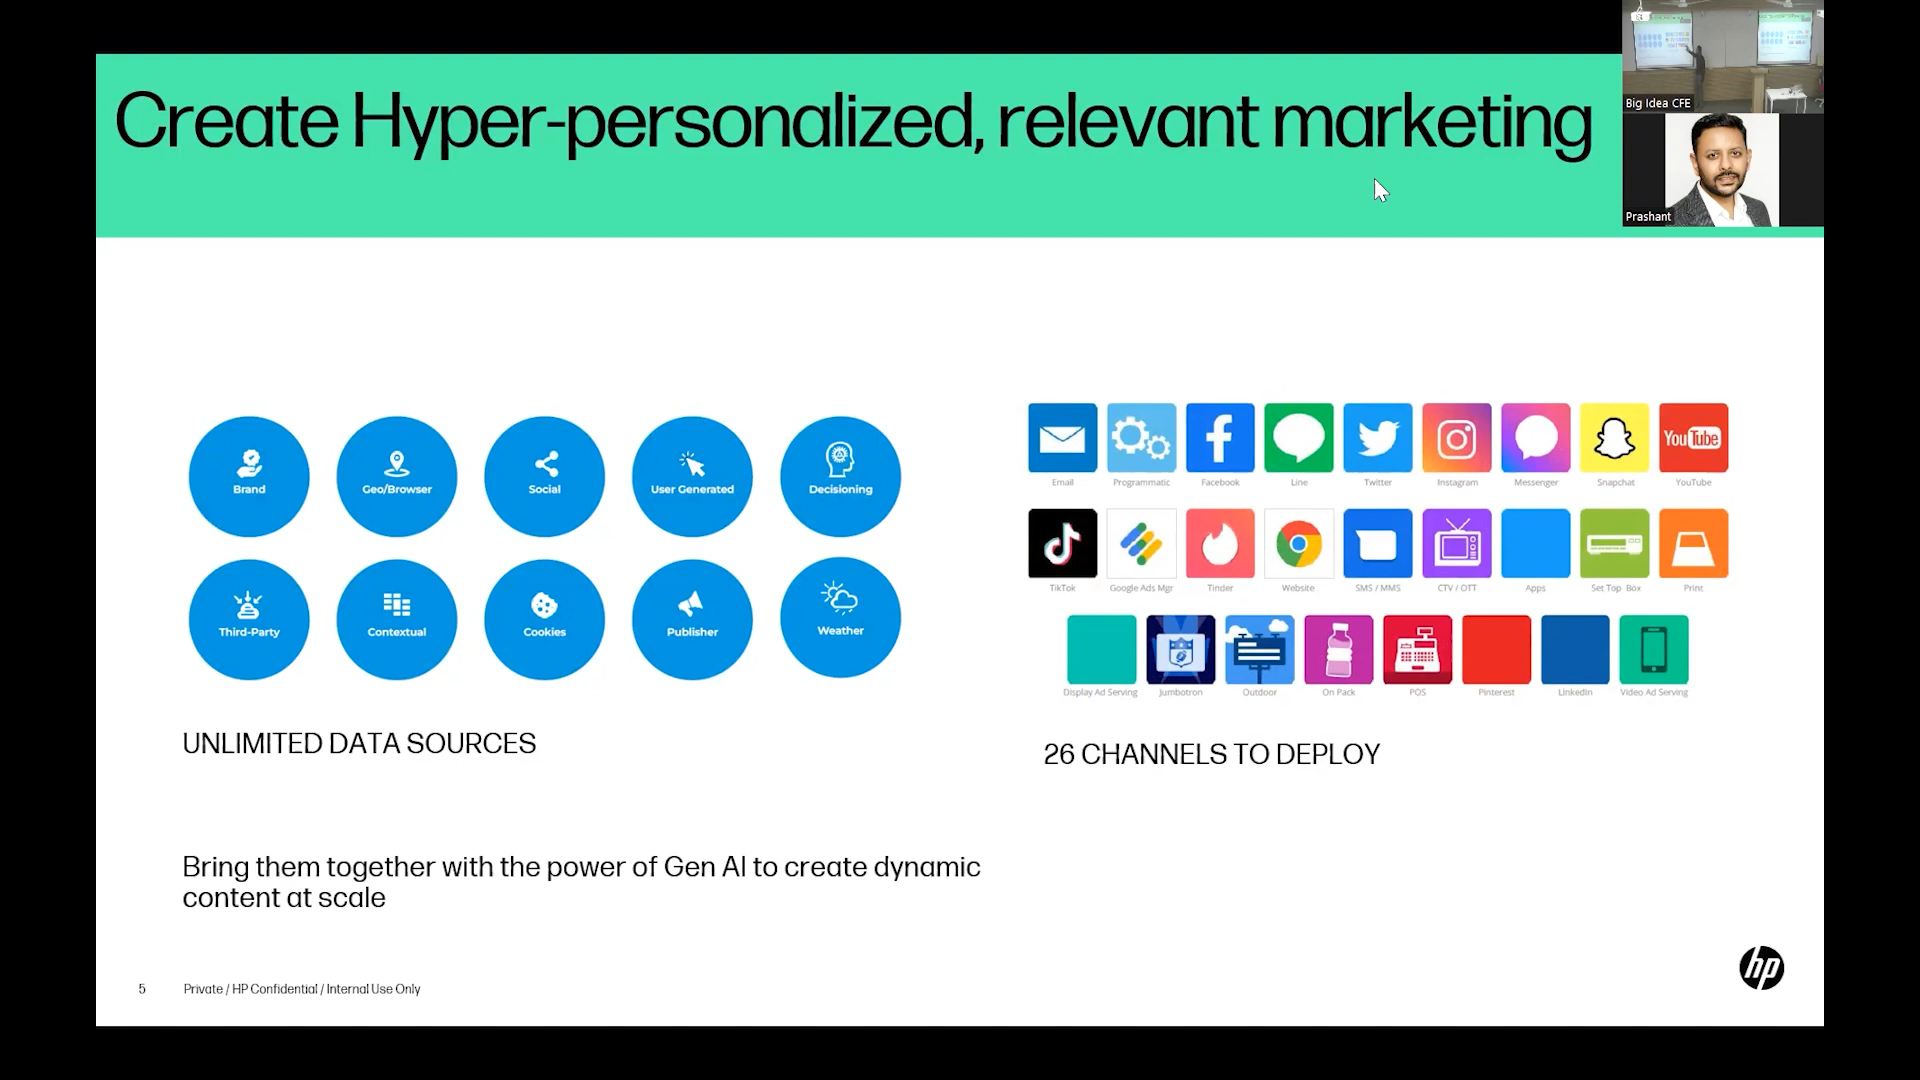 Create Hyper-personalized, relevant marketing
Big Idea CFE
Prashant
Brand
Geo/Browser
Social
User Generated
Decisioning
Third-Party
Contextual
Cookies
Publisher
Weather
UNLIMITED DATA SOURCES
You Tube
Email
Programmatic
Facebook
Line
Twitter
Instagram
Messenger
Snapchat
YouTube
TikTok
Google Ads Mgr
Tinder
Website
SMS / MMS
CTV / OTT
Apps
Set Top Box
Print
Display Ad Serving
Jumbotron
Outdoor
On Pack
POS
Pinterest
LinkedIn
Video Ad Serving
26 CHANNELS TO DEPLOY
Bring them together with the power of Gen AI to create dynamic
content at scale
5
Private / HP Confidential / Internal Use Only
hp